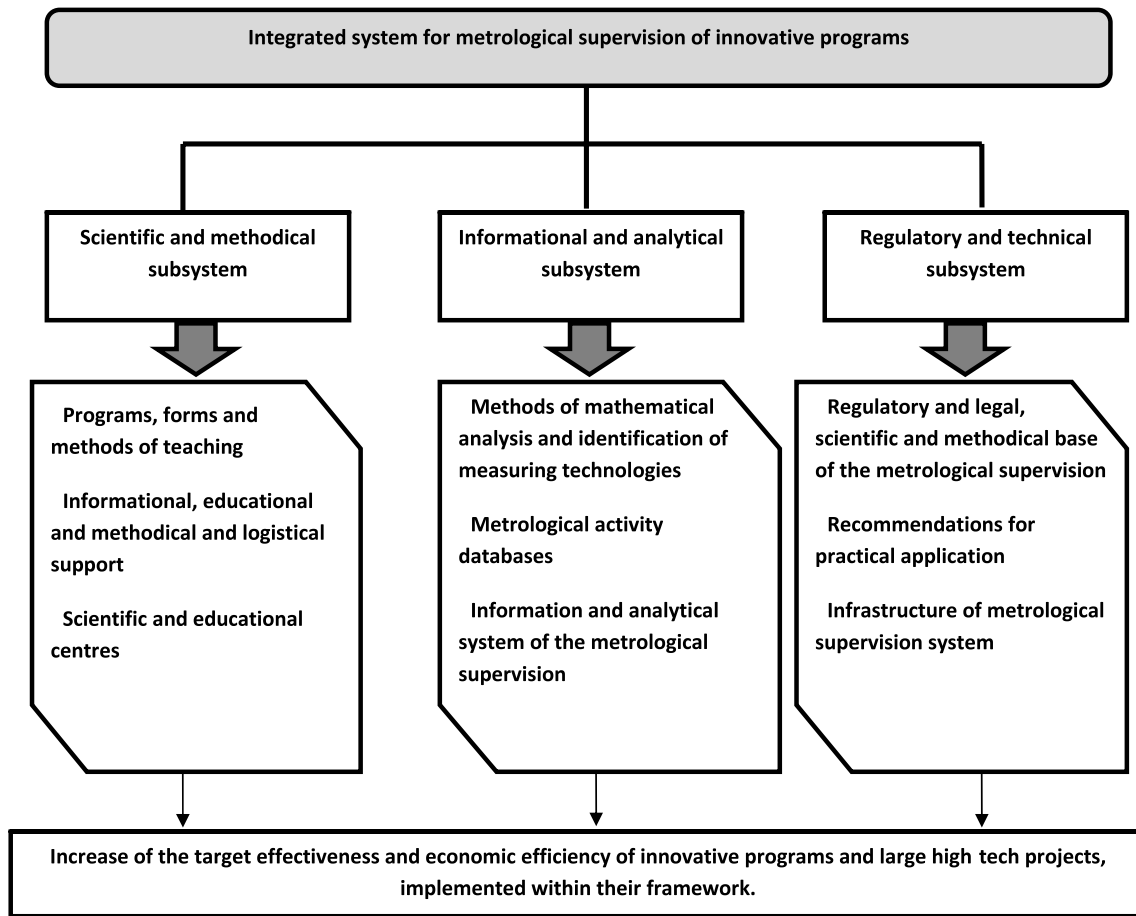 Integrated system for metrological supervision of innovative programs
Scientific and methodical
subsystem
Informational and analytical
subsystem
Regulatory and technical
subsystem
Programs, forms and
methods of teaching
Informational, educational
and methodical and logistical
support
Scientific and educational
centres
Methods of mathematical
analysis and identification of
measuring technologies
Metrological activity
databases
Information and analytical
system of the metrological
supervision
Regulatory and legal,
scientific and methodical base
of the metrological supervision
Recommendations for
practical application
Infrastructure of metrological
supervision system
Increase of the target effectiveness and economic efficiency of innovative programs and large high tech projects,
implemented within their framework.